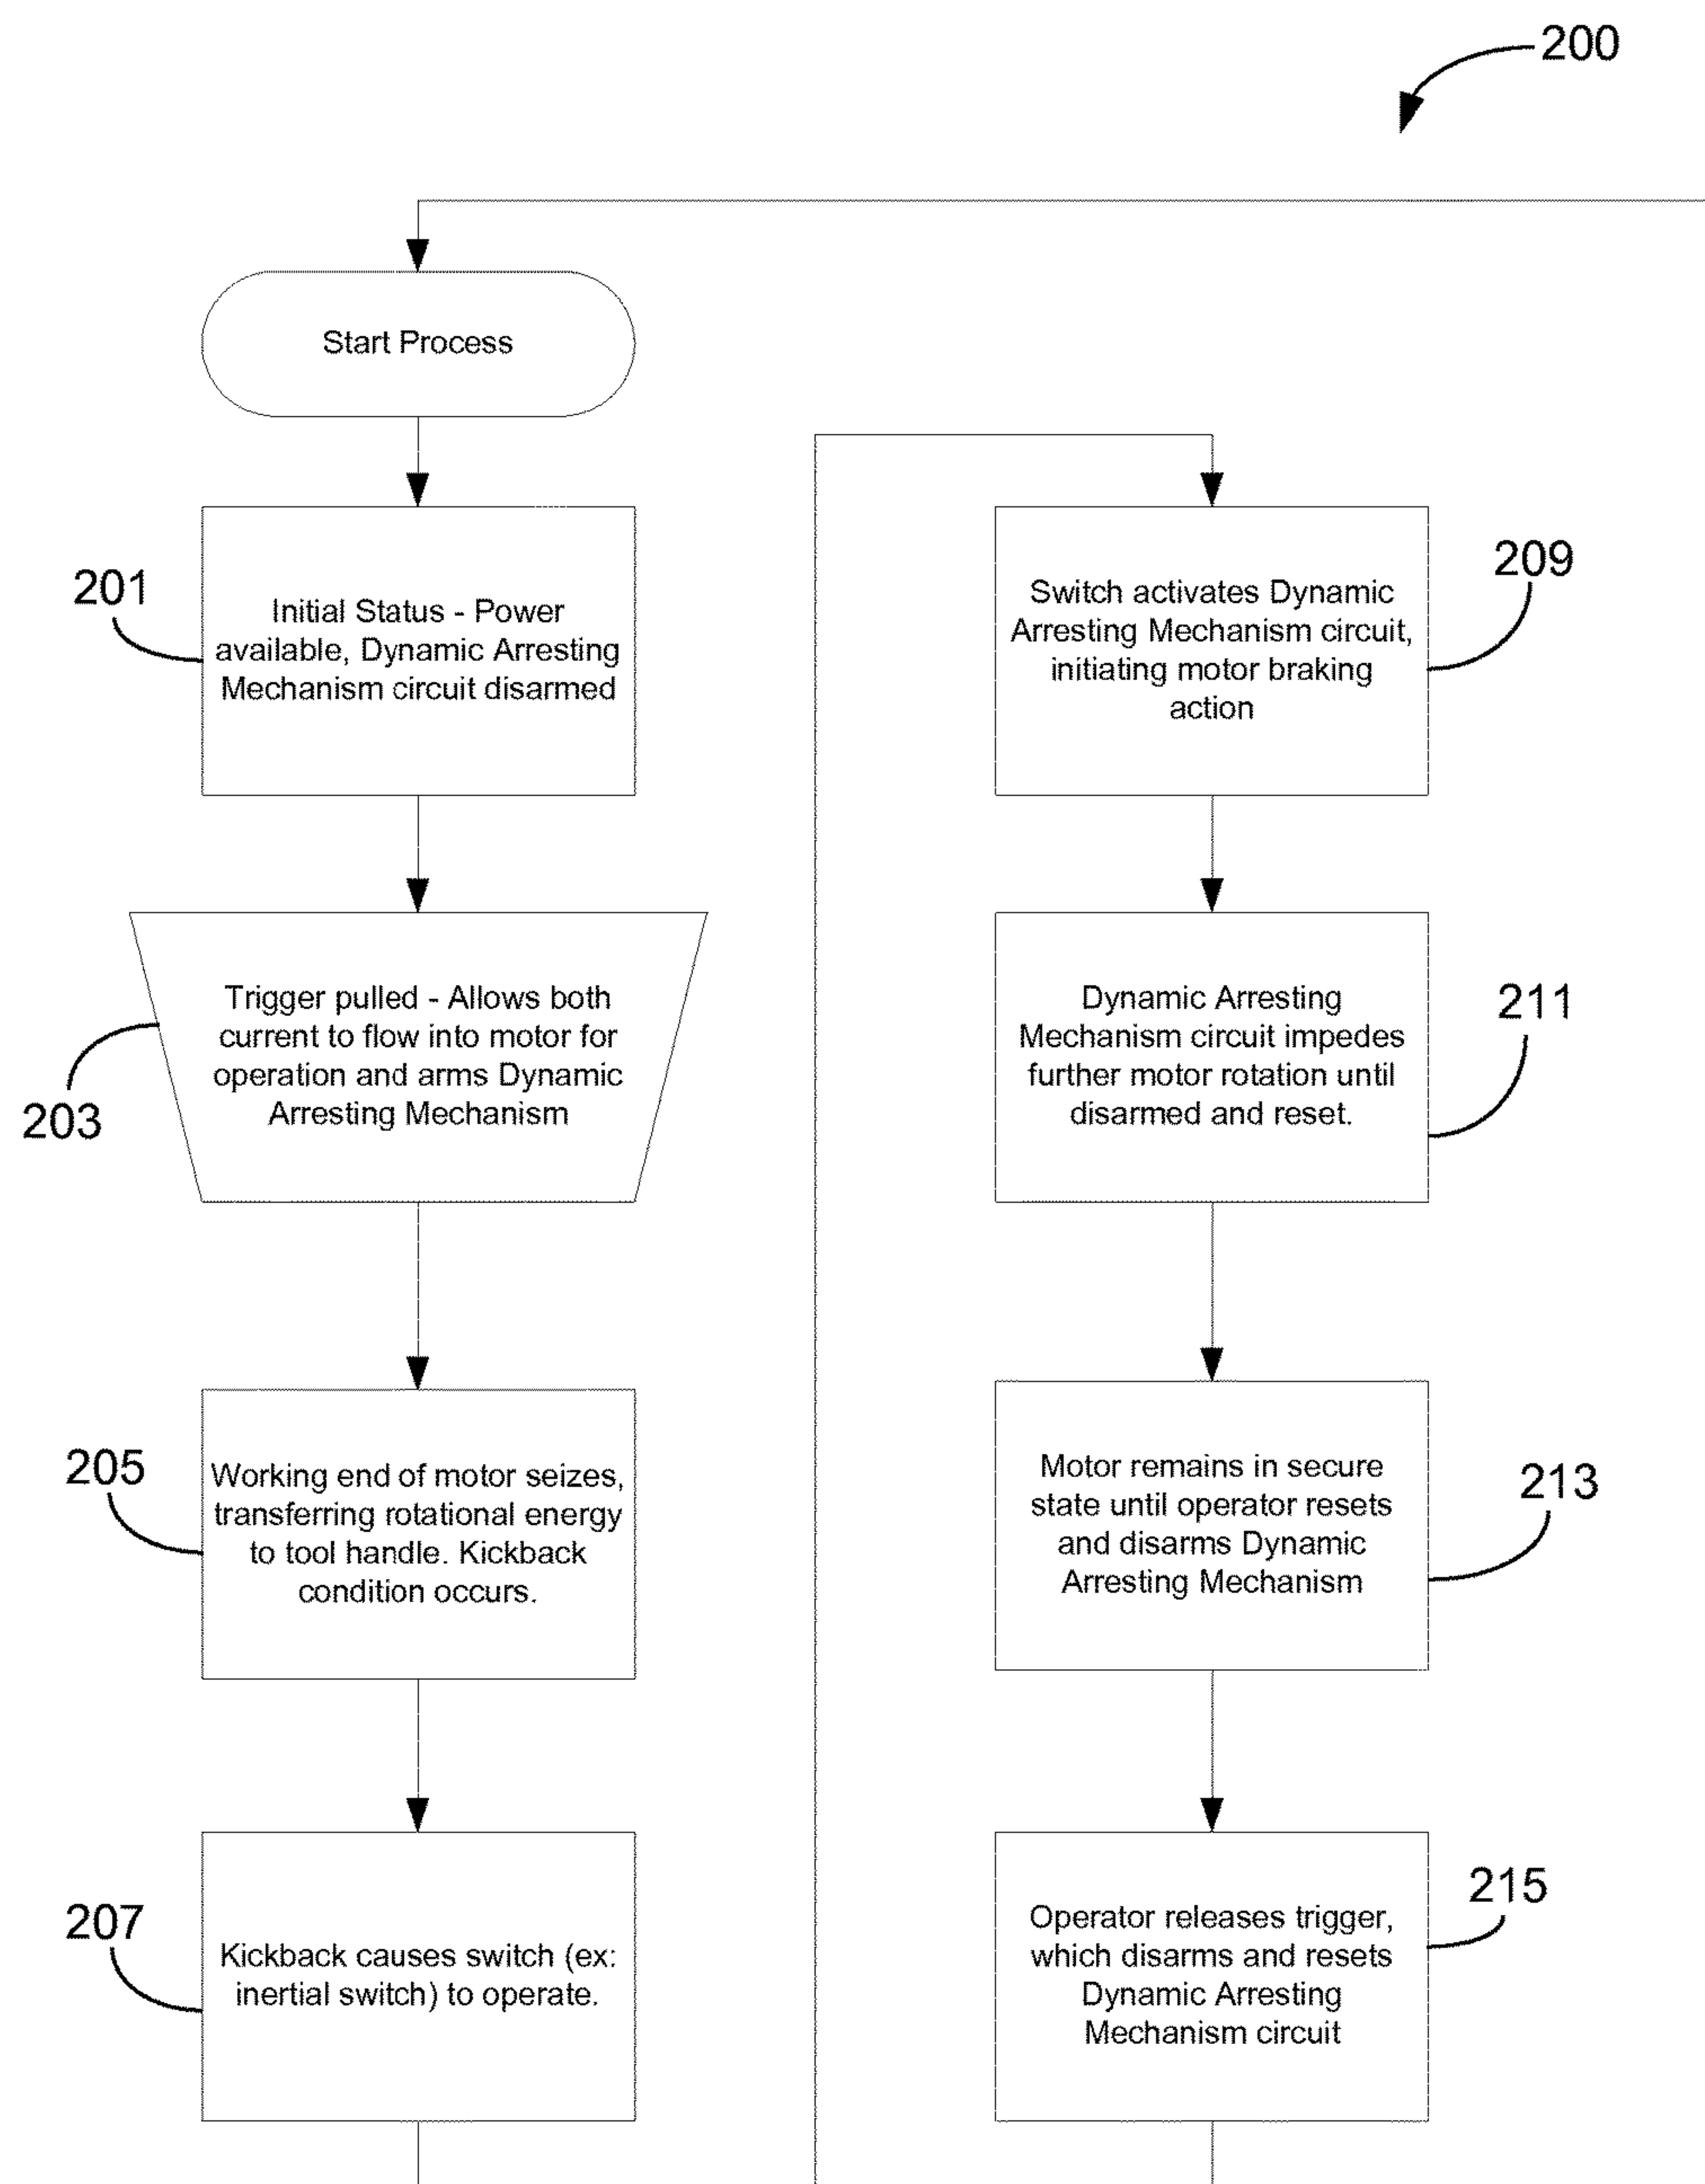 200
Start Process
201
Initial Status - Power
available, Dynamic Arresting
Mechanism circuit disarmed
203
Trigger pulled - Allows both
current to flow into motor for
operation and arms Dynamic
Arresting Mechanism
205
Working end of motor seizes,
transferring rotational energy
to tool handle. Kickback
condition occurs.
207
Kickback causes switch (ex:
inertial switch) to operate.
209
Switch activates Dynamic
Arresting Mechanism circuit,
initiating motor braking
action
211
Dynamic Arresting
Mechanism circuit impedes
further motor rotation until
disarmed and reset.
213
Motor remains in secure
state until operator resets
and disarms Dynamic
Arresting Mechanism
215
Operator releases trigger,
which disarms and resets
Dynamic Arresting
Mechanism circuit